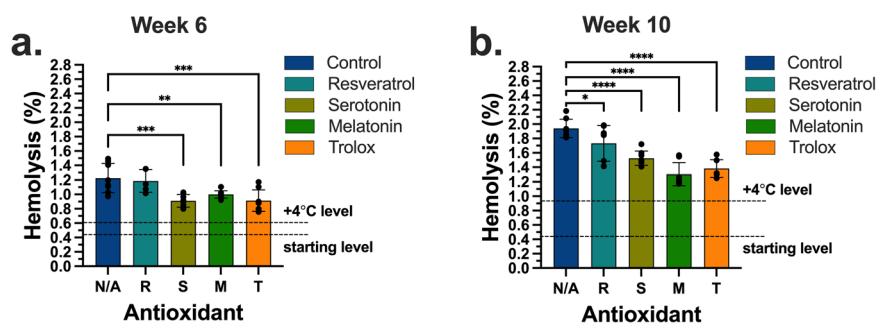 a.
Week 6
Hemolysis (%)
2.8
2.6
2.4
2.2
2.0
1.8
1.6
1.4
1.2
1.0
0.8
0.6
0.4
0.2
0.0
***
**
***
Control
Resveratrol
Serotonin
Melatonin
Trolox
+4°C level
starting level
N/A R S M T
Antioxidant
b.
Week 10
Hemolysis (%)
2.8
2.6
2.4
2.2
2.0
1.8
1.6
1.4
1.2
1.0
0.8
0.6
0.4
0.2
0.0
****
****
****
*
Control
Resveratrol
Serotonin
Melatonin
Trolox
+4°C level
starting level
N/A R S M T
Antioxidant